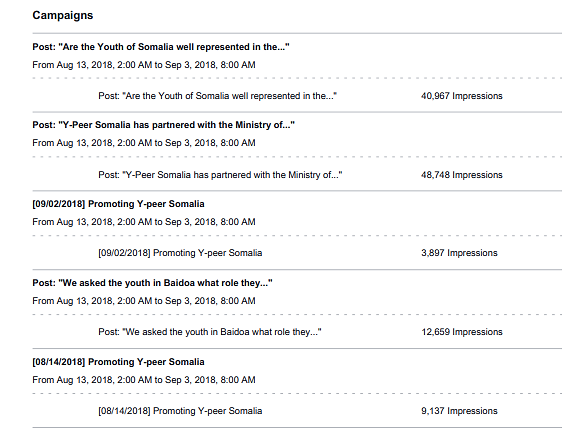 Campaigns
Post: "Are the Youth of Somalia well represented in the..."
From Aug 13, 2018, 2:00 AM to Sep 3, 2018, 8:00 AM
Post: "Are the Youth of Somalia well represented in the..." 40,967 Impressions
Post: "Y-Peer Somalia has partnered with the Ministry of..."
From Aug 13, 2018, 2:00 AM to Sep 3, 2018, 8:00 AM
Post: "Y-Peer Somalia has partnered with the Ministry of..." 48,748 Impressions
[09/02/2018] Promoting Y-peer Somalia
From Aug 13, 2018, 2:00 AM to Sep 3, 2018, 8:00 AM
[09/02/2018] Promoting Y-peer Somalia 3,897 Impressions
Post: "We asked the youth in Baidoa what role they..."
From Aug 13, 2018, 2:00 AM to Sep 3, 2018, 8:00 AM
Post: "We asked the youth in Baidoa what role they..." 12,659 Impressions
[08/14/2018] Promoting Y-peer Somalia
From Aug 13, 2018, 2:00 AM to Sep 3, 2018, 8:00 AM
[08/14/2018] Promoting Y-peer Somalia 9,137 Impressions